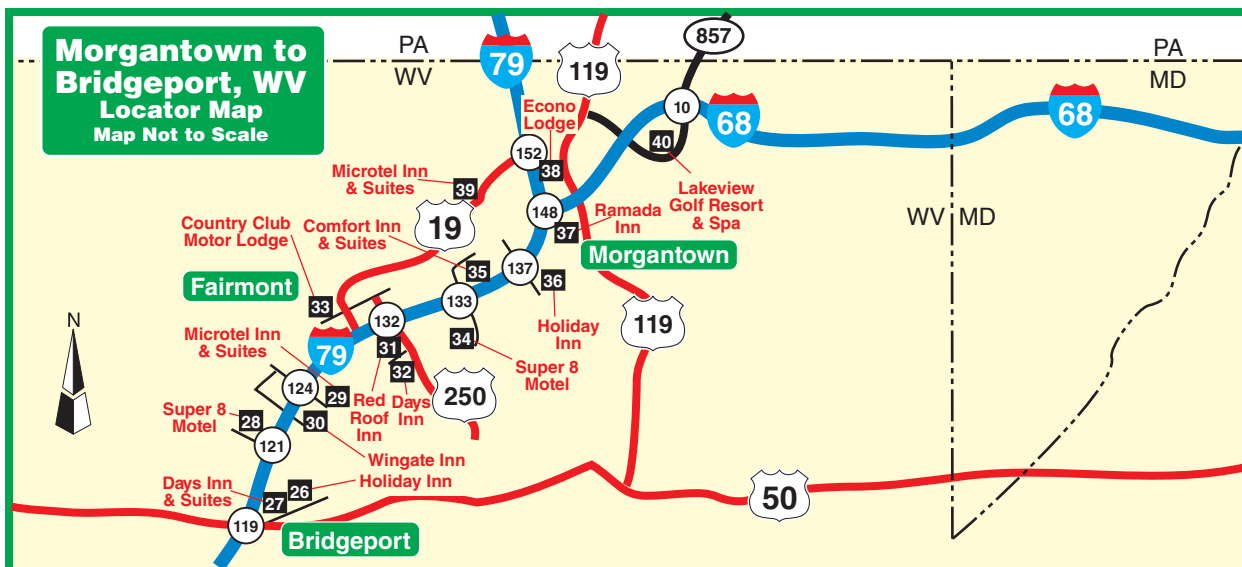 Morgantown to
Bridgeport, WV
Locator Map
Map Not to Scale
PA
WV
79
119
857
PA
MD
Econo
Lodge
10
68
68
152
38
40
Microtel Inn
& Suites
39
Lakeview
Golf Resort
& Spa
148
19
Ramada
Inn
37
WV
MD
Country Club
Motor Lodge
Comfort Inn
& Suites
35
137
36
Morgantown
Fairmont
33
133
Holiday
Inn
132
34
119
N
Microtel Inn
& Suites
79
31
32
Super 8
Motel
124
29
Red
Roof
Inn
Days
Inn
250
Super 8
Motel
28
30
121
Wingate Inn
Days Inn
& Suites
26
Holiday Inn
27
50
119
Bridgeport